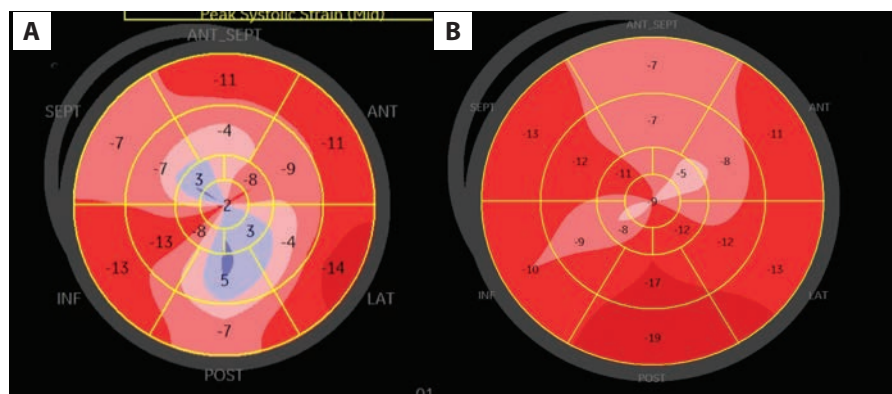 A
Peak Systolic Strain (Mid)
ANT_SEPT
SEPT
ANT
-11
-7
-4
-11
-7
-9
3
-8
2
-8
3
-13
-13
-4
5
-14
-7
INF
LAT
POST
B
ANT_SEPT
SEPT
ANT
-7
-13
-7
-11
-12
-8
-11
-5
-9
-8
-12
-9
-12
-10
-13
-17
-19
INF
LAT
POST